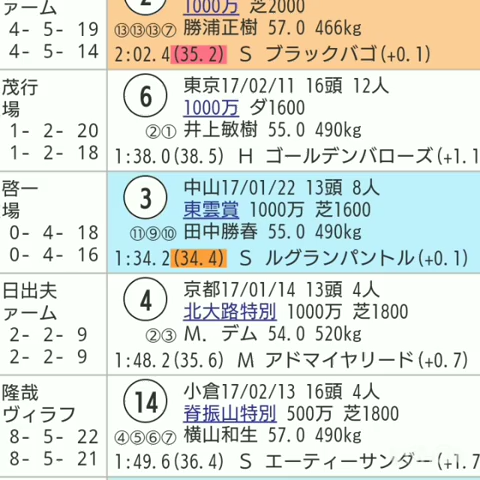 ァーム
4- 5- 19
4- 5- 14
2
1000万 芝2000
⑬⑬⑬⑦ 勝浦正樹 57.0 466kg
2:02.4(35.2) S ブラックバゴ(+0.1)
茂行
場
1- 2- 20
1- 2- 18
6
東京17/02/11 16頭 12人
1000万 ダ1600
②① 井上敏樹 55.0 490kg
1:38.0(38.5) H ゴールデンバローズ(+1.1
啓一
場
0- 4- 18
0- 4- 16
3
中山17/01/22 13頭 8人
東雲賞 1000万 芝1600
⑪⑨⑩ 田中勝春 55.0 490kg
1:34.2(34.4) S ルグランパントル(+0.1)
日出夫
ァーム
2- 2- 9
2- 2- 9
4
京都17/01/14 13頭 4人
北大路特別 1000万 芝1800
②③ M. デム 54.0 520kg
1:48.2(35.6) M アドマイヤリード(+0.7)
隆哉
ヴィラフ
8- 5- 22
8- 5- 21
14
小倉17/02/13 16頭 4人
脊振山特別 500万 芝1800
④⑤⑥⑦ 横山和生 57.0 490kg
1:49.6(36.4) S エーティーサンダー(+1.7